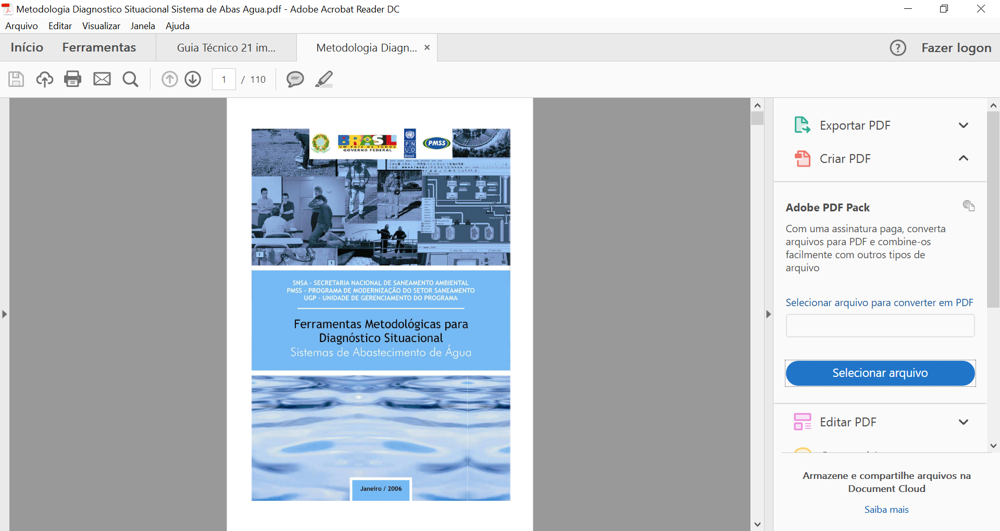 Metodologia Diagnostico Situacional Sistema de Abas Agua.pdf - Adobe Acrobat Reader DC
Arquivo Editar Visualizar Janela Ajuda
Início Ferramentas Guia Técnico 21 im... Metodologia Diagn... × ? Fazer logon
1 / 110
BRASIL
UM PAÍS DE TODOS
GOVERNO FEDERAL
PNUD
Brasil
PMSS
1
1
SNSA - SECRETARIA NACIONAL DE SANEAMENTO AMBIENTAL
PMSS - PROGRAMA DE MODERNIZAÇÃO DO SETOR SANEAMENTO
UGP - UNIDADE DE GERENCIAMENTO DO PROGRAMA
Ferramentas Metodológicas para
Diagnóstico Situacional
Sistemas de Abastecimento de Água
Janeiro / 2006
Exportar PDF
Criar PDF
Adobe PDF Pack
Com uma assinatura paga, converta
arquivos para PDF e combine-os
facilmente com outros tipos de
arquivo
Selecionar arquivo para converter em PDF
Selecionar arquivo
Editar PDF
Armazene e compartilhe arquivos na
Document Cloud
Saiba mais